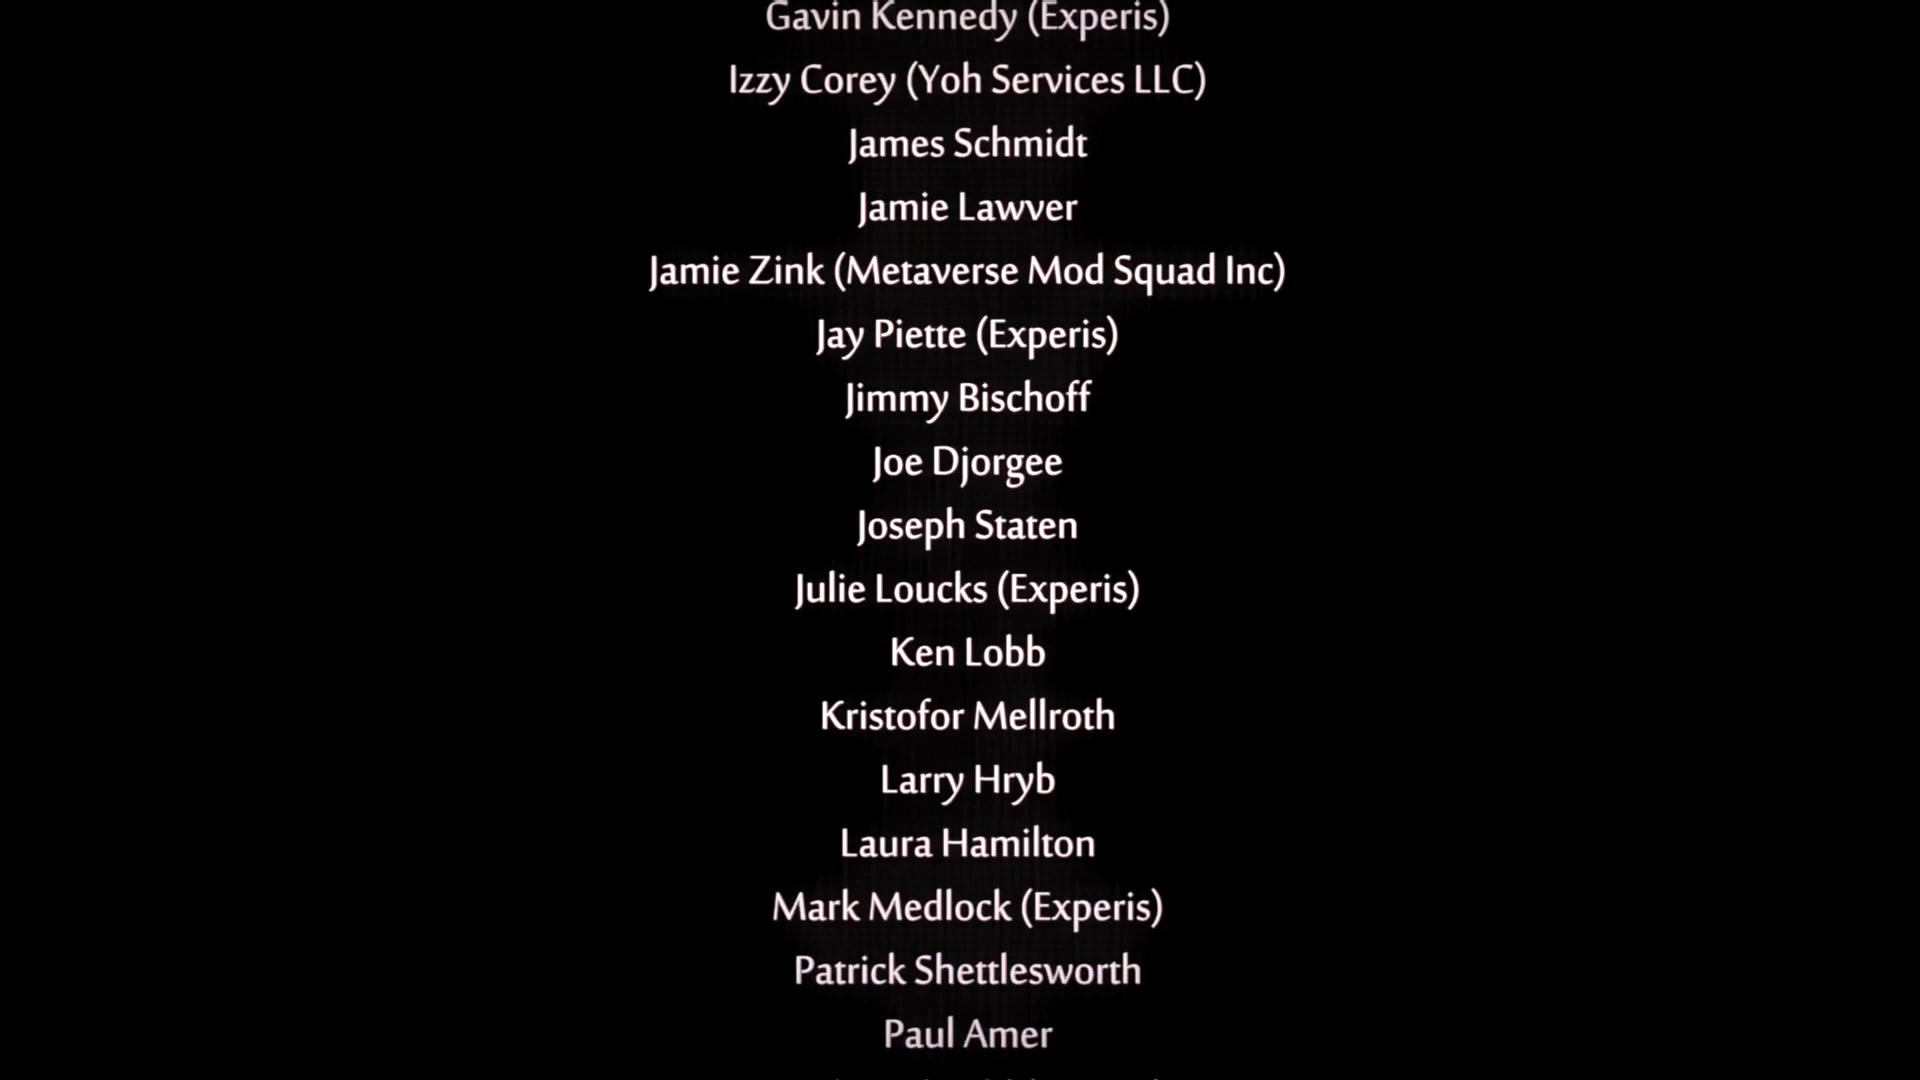 Gavin Kennedy (Experis)
Izzy Corey (Yoh Services LLC)
James Schmidt
Jamie Lawver
Jamie Zink (Metaverse Mod Squad Inc)
Jay Piette (Experis)
Jimmy Bischoff
Joe Djorgee
Joseph Staten
Julie Loucks (Experis)
Ken Lobb
Kristofor Mellroth
Larry Hryb
Laura Hamilton
Mark Medlock (Experis)
Patrick Shettlesworth
Paul Amer